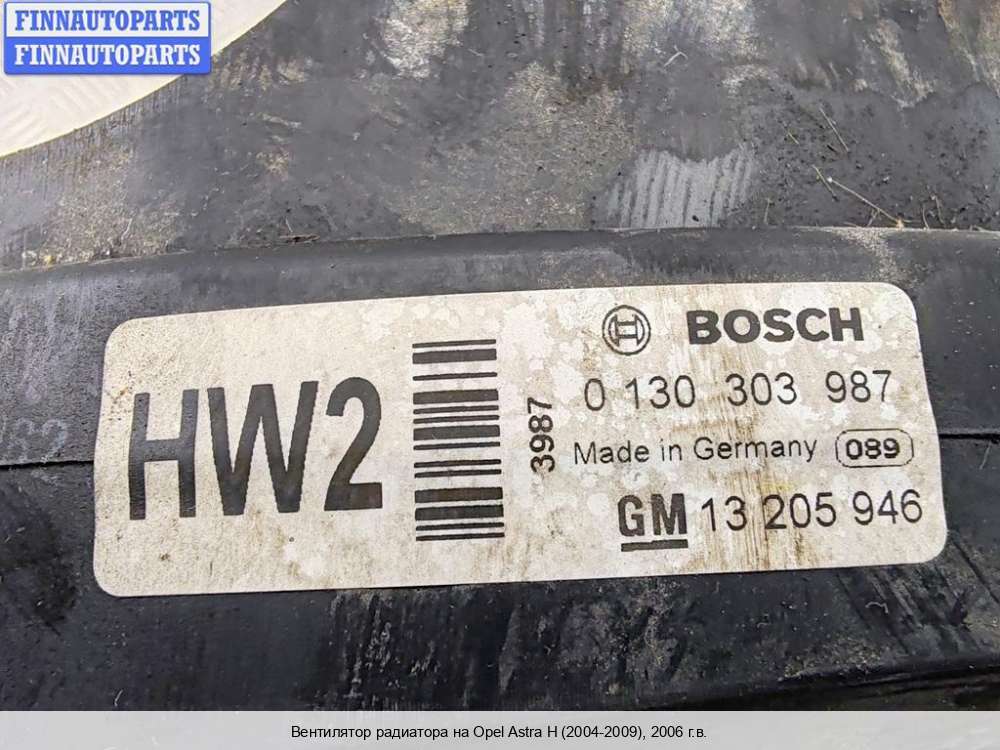 FINNAUTOPARTS
FINNAUTOPARTS
BOSCH
HW2
3987
0 130 303 987
Made in Germany 089
GM 13 205 946
Вентилятор радиатора на Opel Astra H (2004-2009), 2006 г.в.